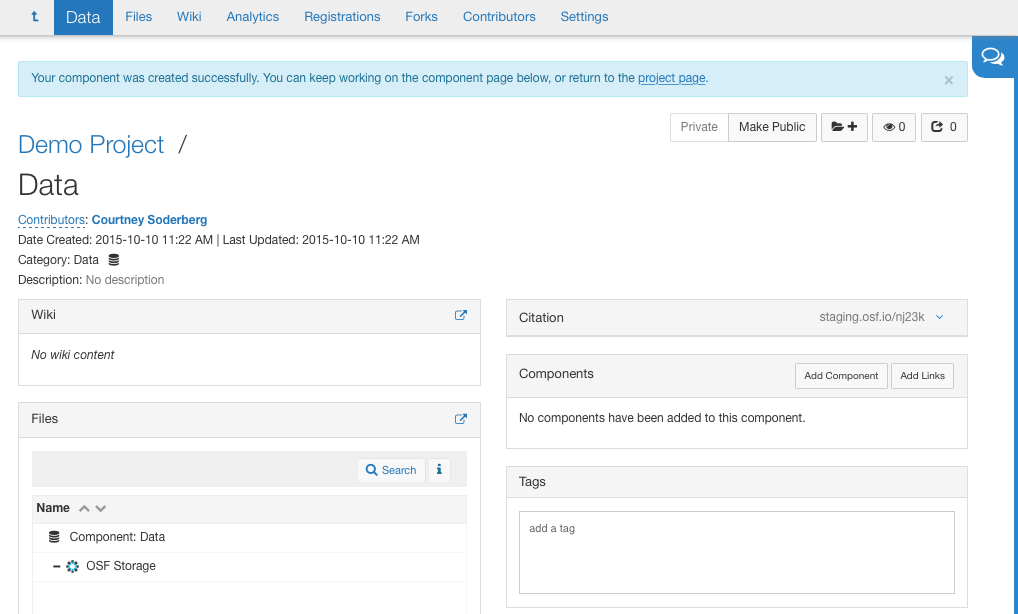 Data Files Wiki Analytics Registrations Forks Contributors Settings
Your component was created successfully. You can keep working on the component page below, or return to the project page. ×
Private Make Public 0 0
Demo Project /
Data
Contributors: Courtney Soderberg
Date Created: 2015-10-10 11:22 AM | Last Updated: 2015-10-10 11:22 AM
Category: Data
Description: No description
Wiki
No wiki content
Files
Search i
Name
Component: Data
OSF Storage
Citation staging.osf.io/nj23k
Components Add Component Add Links
No components have been added to this component.
Tags
add a tag